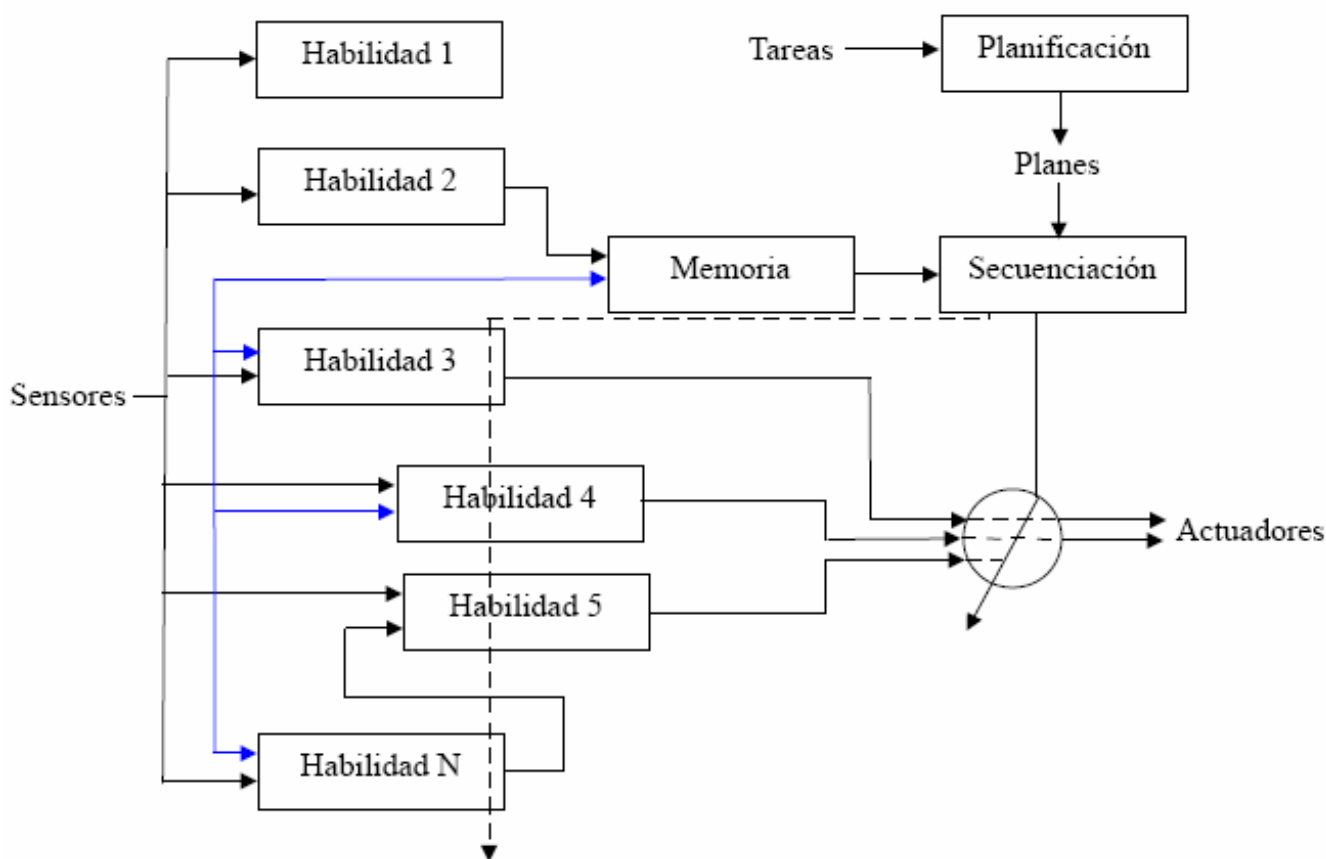 Habilidad 1
Tareas
Planificación
Habilidad 2
Planes
Memoria
Secuenciación
Habilidad 3
Sensores
Habilidad 4
Actuadores
Habilidad 5
Habilidad N